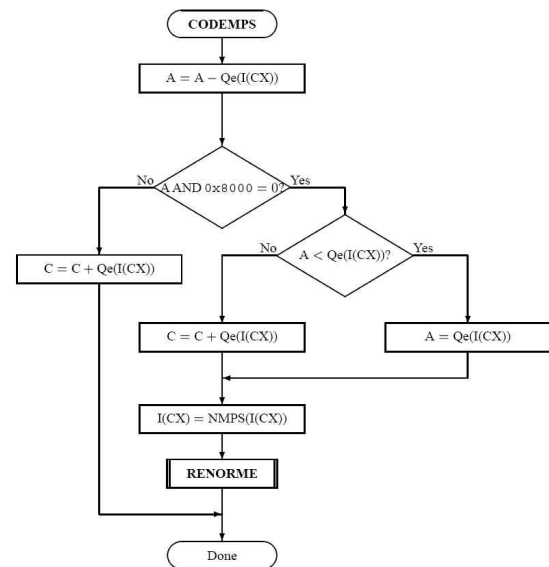 CODEMPS
A = A − Qe(I(CX))
No
A AND 0x8000 = 0?
Yes
No
A < Qe(I(CX))?
Yes
C = C + Qe(I(CX))
C = C + Qe(I(CX))
A = Qe(I(CX))
I(CX) = NMPS(I(CX))
RENORME
Done